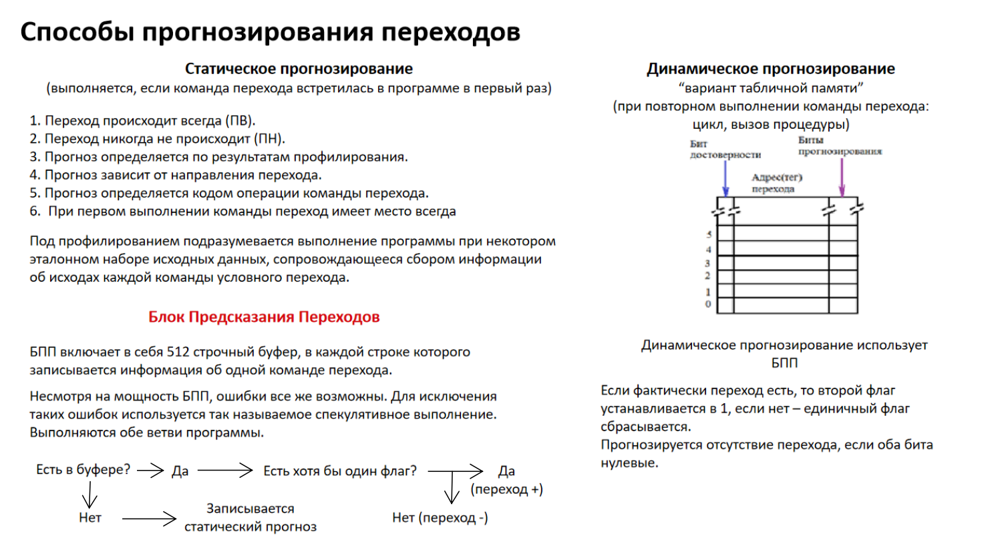 Способы прогнозирования переходов
Статическое прогнозирование
(выполняется, если команда перехода встретилась в программе в первый раз)
1. Переход происходит всегда (ПВ).
2. Переход никогда не происходит (ПН).
3. Прогноз определяется по результатам профилирования.
4. Прогноз зависит от направления перехода.
5. Прогноз определяется кодом операции команды перехода.
6. При первом выполнении команды переход имеет место всегда
Под профилированием подразумевается выполнение программы при некотором
эталонном наборе исходных данных, сопровождающееся сбором информации
об исходах каждой команды условного перехода.
Блок Предсказания Переходов
БПП включает в себя 512 строчный буфер, в каждой строке которого
записывается информация об одной команде перехода.
Несмотря на мощность БПП, ошибки все же возможны. Для исключения
таких ошибок используется так называемое спекулятивное выполнение.
Выполняются обе ветви программы.
Есть в буфере?
Да
Есть хотя бы один флаг?
Да
(переход +)
Нет
Записывается
статический прогноз
Нет (переход -)
Динамическое прогнозирование
“вариант табличной памяти”
(при повторном выполнении команды перехода:
цикл, вызов процедуры)
Бит
достоверности
Биты
прогнозирования
Адрес(тег)
перехода
5
4
3
2
1
0
Динамическое прогнозирование использует
БПП
Если фактически переход есть, то второй флаг
устанавливается в 1, если нет – единичный флаг
сбрасывается.
Прогнозируется отсутствие перехода, если оба бита
нулевые.